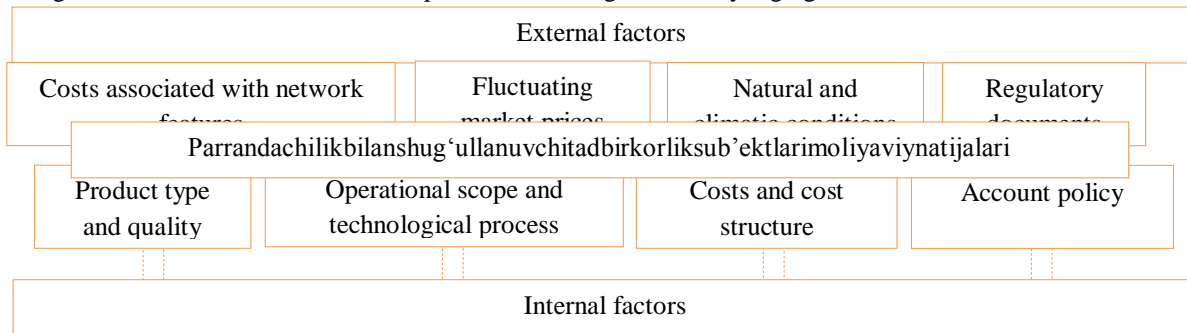 External factors
Costs associated with network
features
Fluctuating
market prices
Natural and
climatic conditions
Regulatory
documents
Parrandachilikbilanshug‘ullanuvchitadbirkorliksub’ektlarimoliyaviynatijalari
Product type
and quality
Operational scope and
technological process
Costs and cost
structure
Account policy
Internal factors